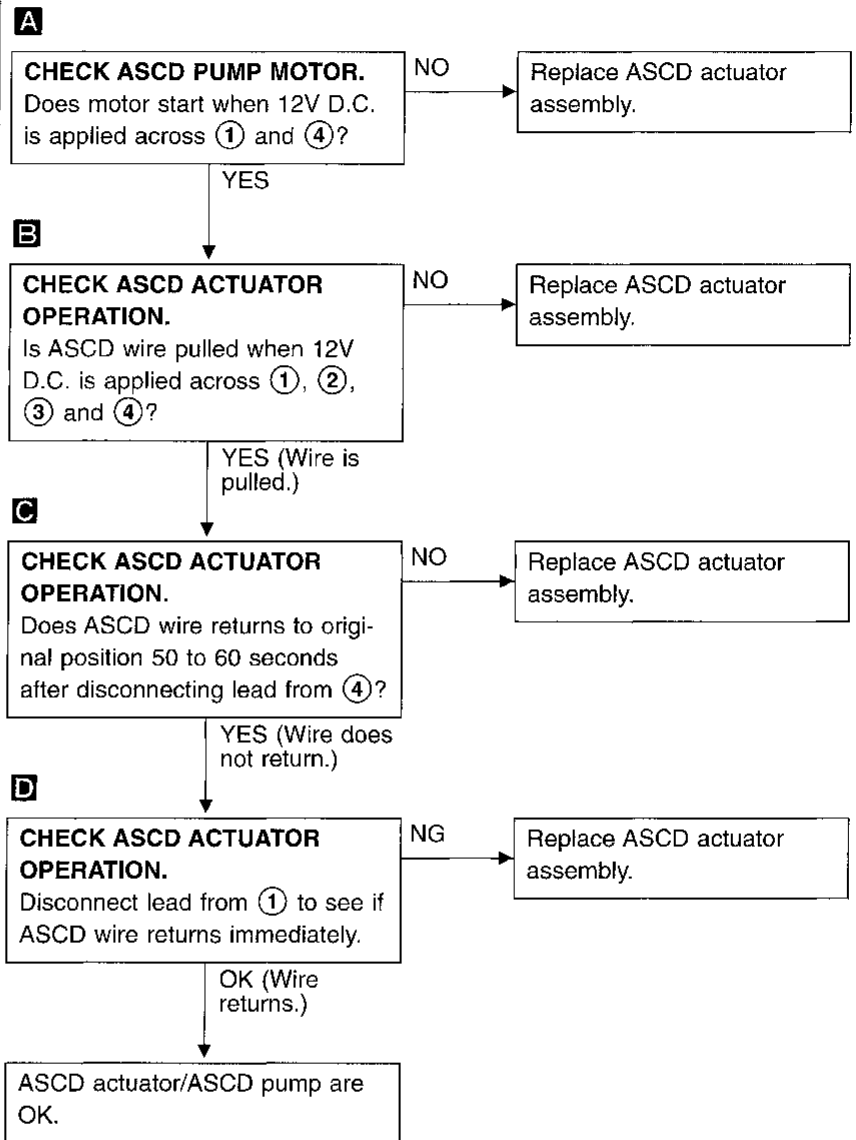 A
CHECK ASCD PUMP MOTOR.
Does motor start when 12V D.C.
is applied across ① and ④?
NO
Replace ASCD actuator
assembly.
YES
B
CHECK ASCD ACTUATOR
OPERATION.
Is ASCD wire pulled when 12V
D.C. is applied across ①, ②,
③ and ④?
NO
Replace ASCD actuator
assembly.
YES (Wire is
pulled.)
C
CHECK ASCD ACTUATOR
OPERATION.
Does ASCD wire returns to origi-
nal position 50 to 60 seconds
after disconnecting lead from ④?
NO
Replace ASCD actuator
assembly.
YES (Wire does
not return.)
D
CHECK ASCD ACTUATOR
OPERATION.
Disconnect lead from ① to see if
ASCD wire returns immediately.
NG
Replace ASCD actuator
assembly.
OK (Wire
returns.)
ASCD actuator/ASCD pump are
OK.